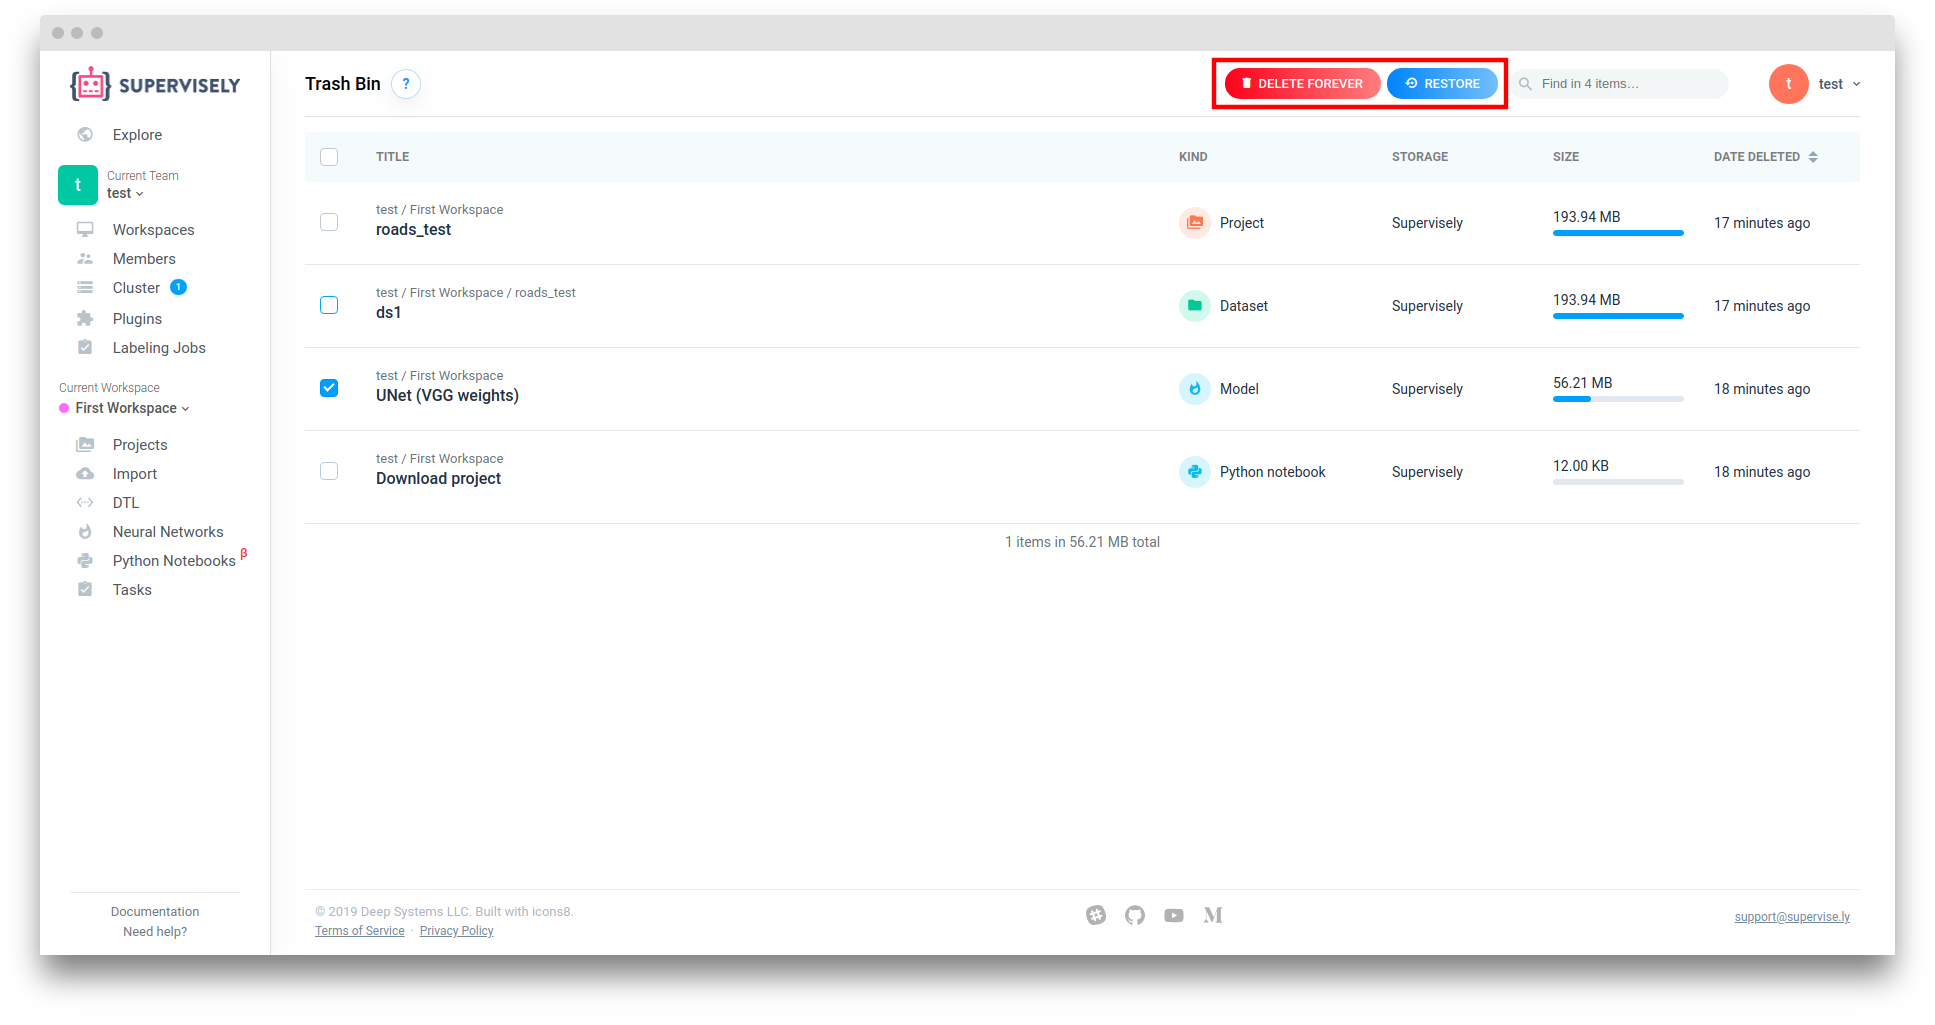 SUPERVISELY
Explore
t
Current Team
test
Workspaces
Members
Cluster 1
Plugins
Labeling Jobs
Current Workspace
First Workspace
Projects
Import
DTL
Neural Networks
Python Notebooks β
Tasks
Documentation
Need help?
Trash Bin ?
DELETE FOREVER RESTORE Find in 4 items... t test
TITLE KIND STORAGE SIZE DATE DELETED
test / First Workspace
roads_test Project Supervisely 193.94 MB 17 minutes ago
test / First Workspace / roads_test
ds1 Dataset Supervisely 193.94 MB 17 minutes ago
test / First Workspace
UNet (VGG weights) Model Supervisely 56.21 MB 18 minutes ago
test / First Workspace
Download project Python notebook Supervisely 12.00 KB 18 minutes ago
1 items in 56.21 MB total
© 2019 Deep Systems LLC. Built with icons8.
Terms of Service · Privacy Policy
support@supervise.ly